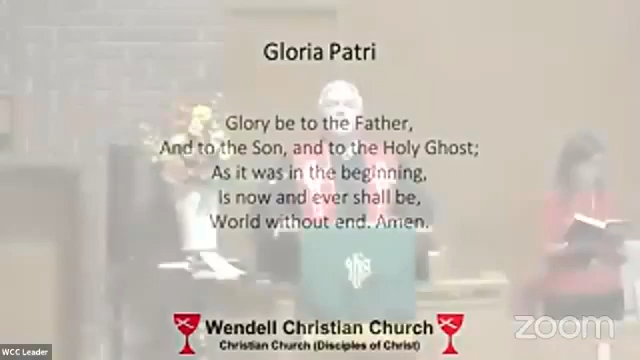 Gloria Patri
Glory be to the Father,
And to the Son, and to the Holy Ghost;
As it was in the beginning,
Is now and ever shall be,
World without end. Amen.
Wendell Christian Church
Christian Church (Disciples of Christ)
WCC Leader
zoom